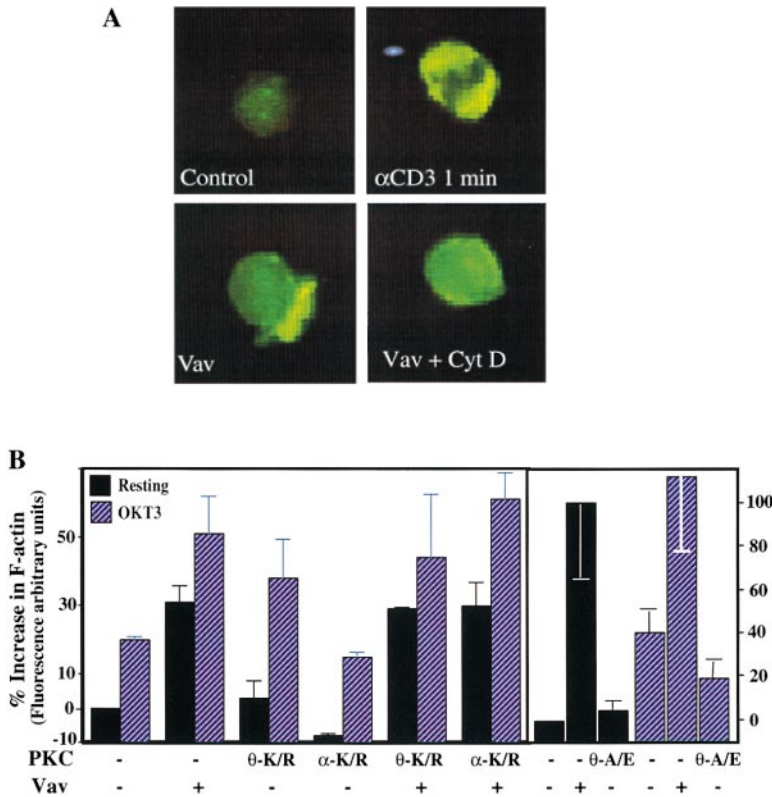 A
Control
αCD3 1 min
Vav
Vav + Cyt D
B
Resting
OKT3
% Increase in F-actin
(Fluorescence arbitrary units)
50
30
10
0
-10
100
80
60
40
20
0
PKC - - θ-K/R α-K/R θ-K/R α-K/R - - θ-A/E - - θ-A/E
Vav - + - - + + - + - - + -